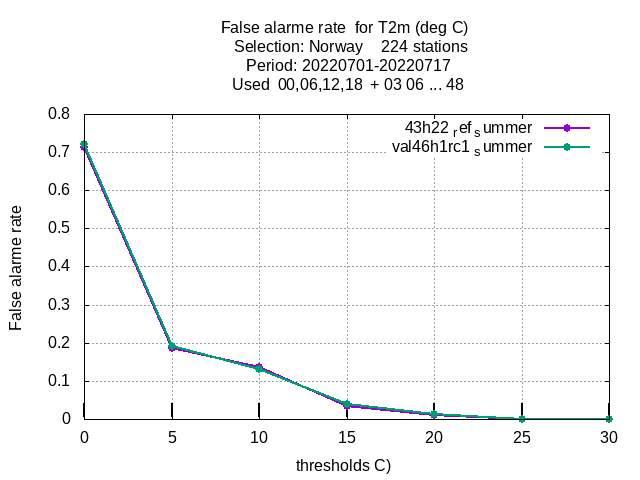 False alarme rate  for T2m (deg C)
Selection: Norway    224 stations
Period: 20220701-20220717
Used  00,06,12,18  + 03 06 ... 48
0.8
0.7
0.6
0.5
0.4
0.3
0.2
0.1
0
False alarme rate
43h22 ref summer
val46h1rc1 summer
0 5 10 15 20 25 30
thresholds C)